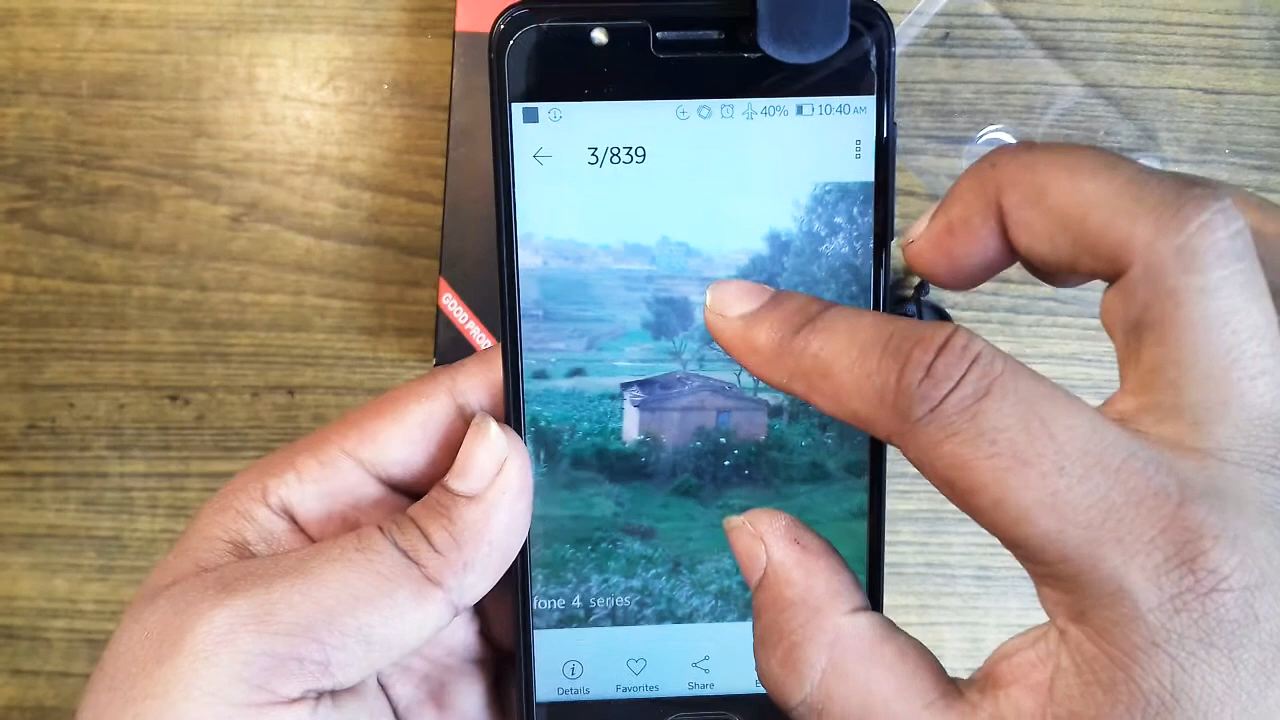 40% 10:40 AM
3/839
GOOD PROD
fone 4 series
Details Favorites Share